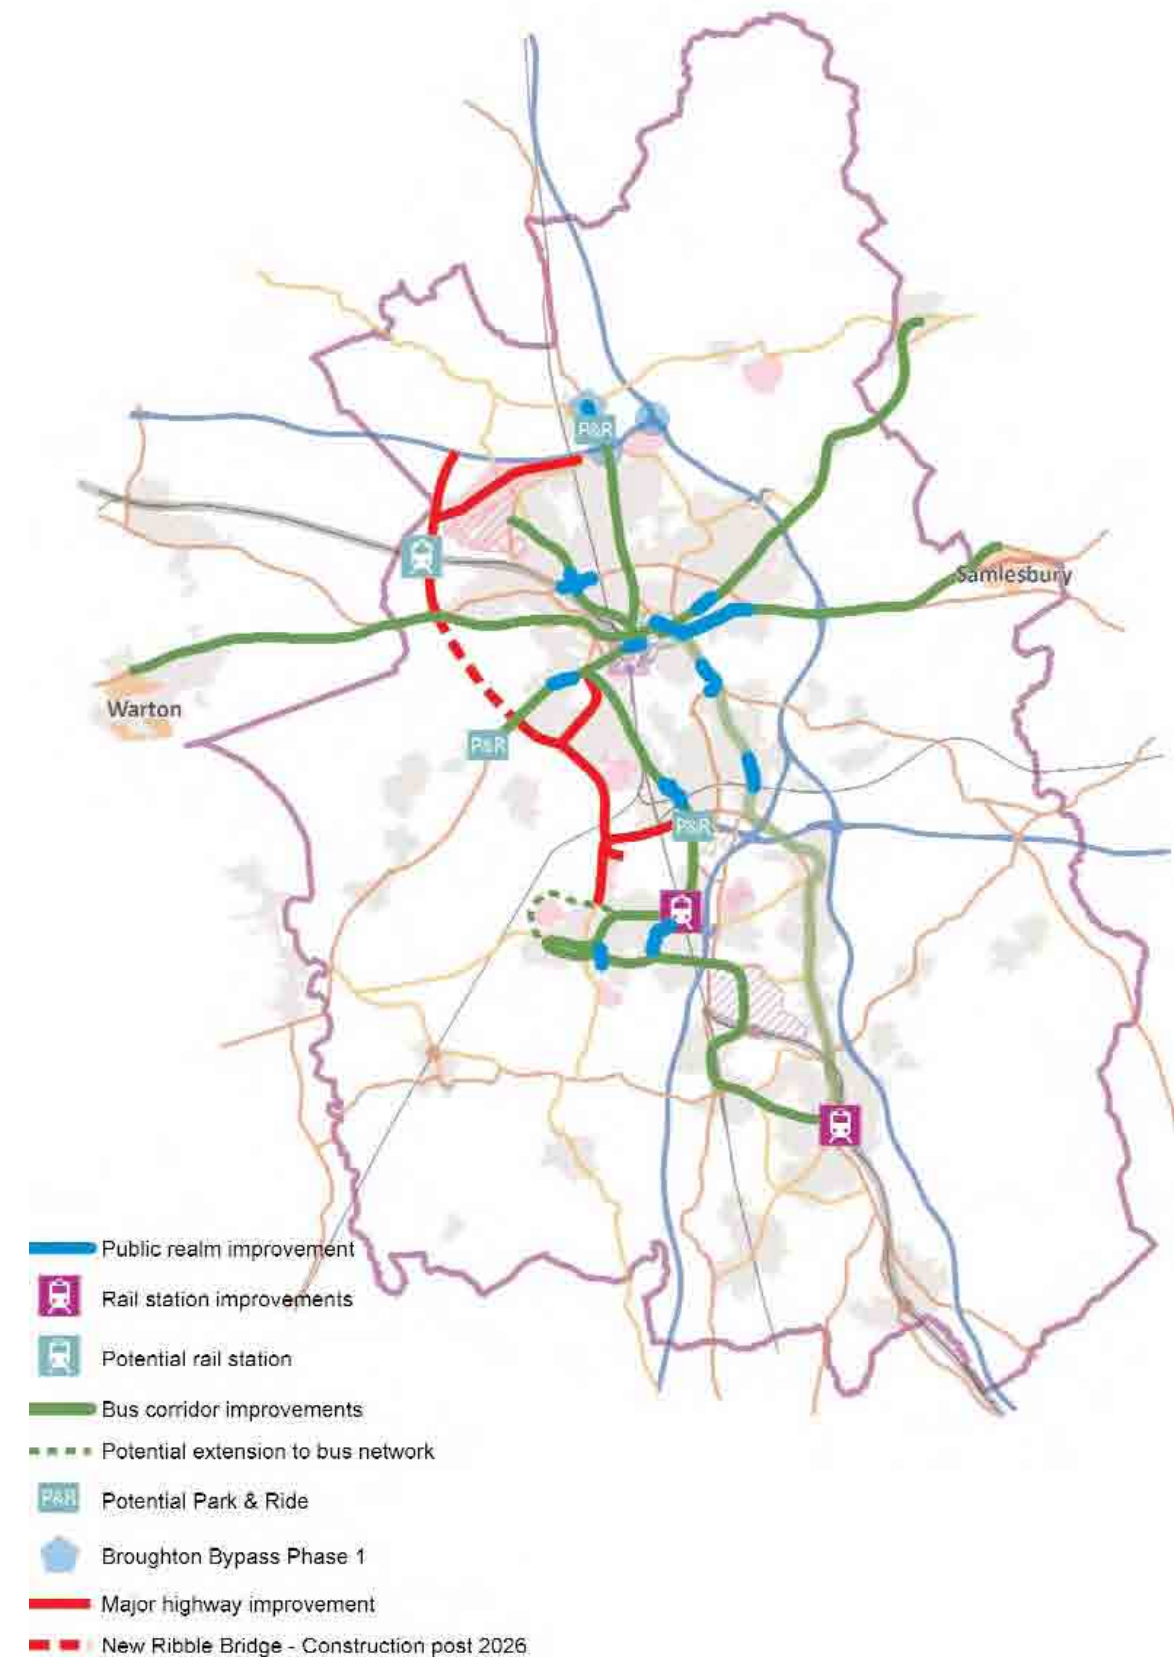 P&R
Samlesbury
Warton
P&R
P&R
Public realm improvement
Rail station improvements
Potential rail station
Bus corridor improvements
Potential extension to bus network
P&R Potential Park & Ride
Broughton Bypass Phase 1
Major highway improvement
New Ribble Bridge - Construction post 2026